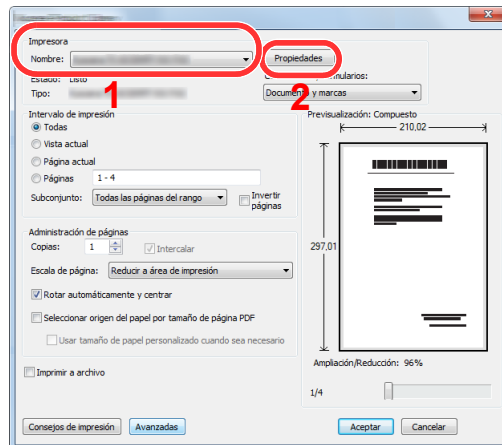 Impresora
Nombre:
Propiedades
1
2
Estado: Listo
Tipo:
Documento y marcas
Intervalo de impresión
Todas
Vista actual
Página actual
Páginas 1 - 4
Subconjunto: Todas las páginas del rango
Invertir
páginas
Administración de páginas
Copias: 1 Intercalar
Escala de página: Reducir a área de impresión
Rotar automáticamente y centrar
Seleccionar origen del papel por tamaño de página PDF
Usar tamaño de papel personalizado cuando sea necesario
Imprimir a archivo
Previsualización: Compuesto
210,02
297,01
Ampliación/Reducción: 96%
1/4
Consejos de impresión Avanzadas Aceptar Cancelar